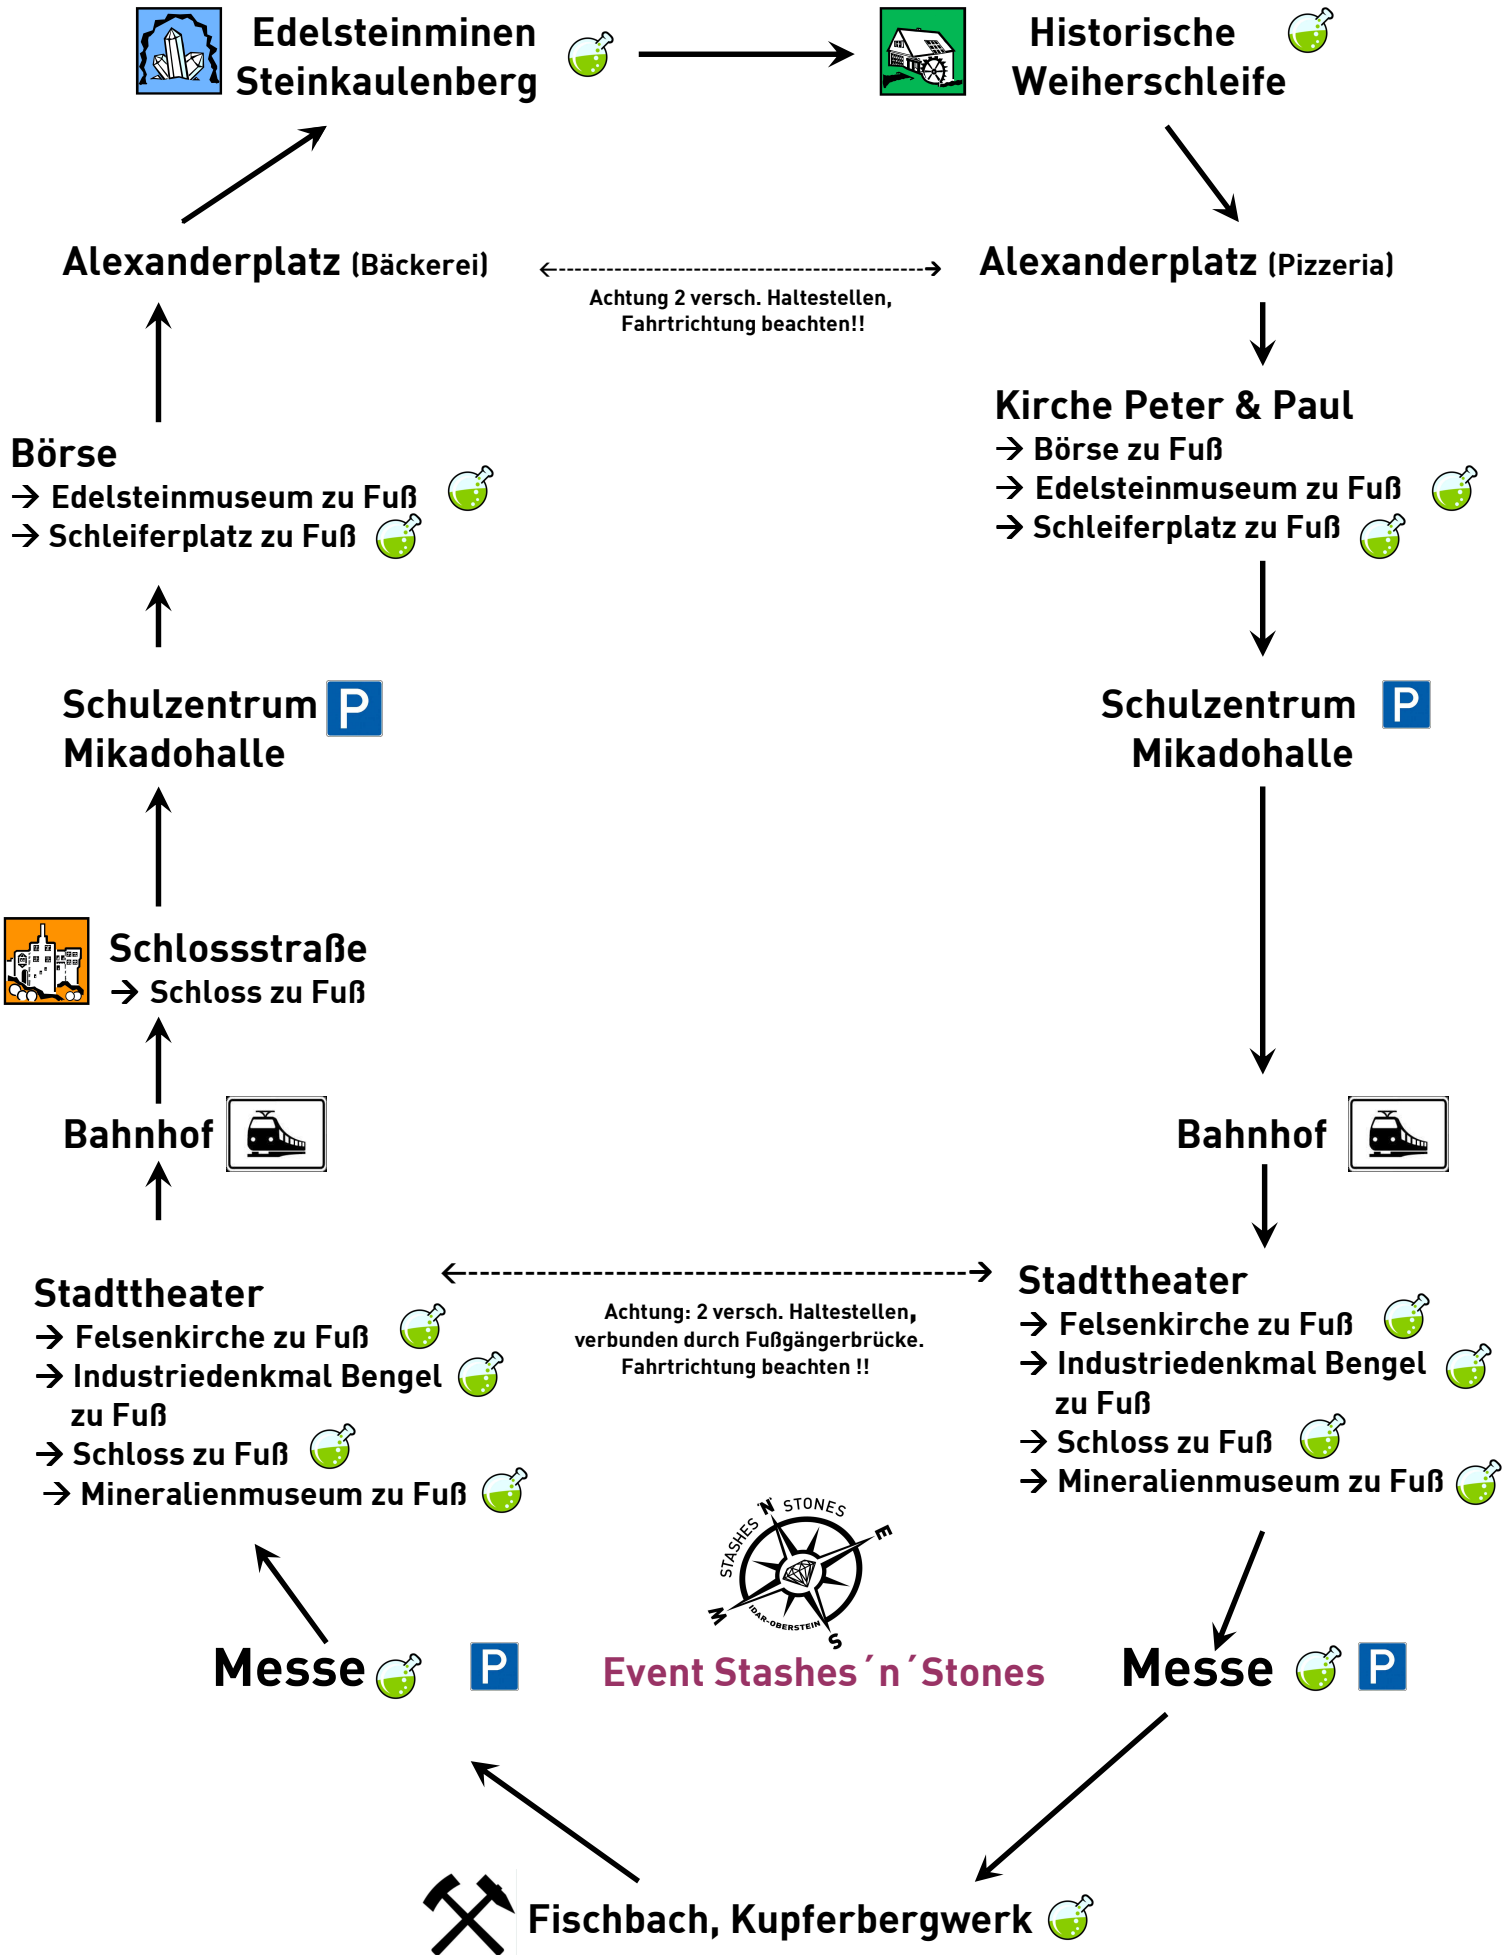 Edelsteinminen
Steinkaulenberg
Historische
Weiherschleife
Alexanderplatz (Bäckerei)
Achtung 2 versch. Haltestellen,
Fahrtrichtung beachten!!
Alexanderplatz (Pizzeria)
Börse
→ Edelsteinmuseum zu Fuß
→ Schleiferplatz zu Fuß
Kirche Peter & Paul
→ Börse zu Fuß
→ Edelsteinmuseum zu Fuß
→ Schleiferplatz zu Fuß
Schulzentrum P
Mikadohalle
Schulzentrum P
Mikadohalle
Schlossstraße
→ Schloss zu Fuß
Bahnhof
Bahnhof
Stadttheater
→ Felsenkirche zu Fuß
→ Industriedenkmal Bengel
zu Fuß
→ Schloss zu Fuß
→ Mineralienmuseum zu Fuß
Achtung: 2 versch. Haltestellen,
verbunden durch Fußgängerbrücke.
Fahrtrichtung beachten !!
Stadttheater
→ Felsenkirche zu Fuß
→ Industriedenkmal Bengel
zu Fuß
→ Schloss zu Fuß
→ Mineralienmuseum zu Fuß
STASHES 'N' STONES
E
W
S
IDAR-OBERSTEIN
Messe P
Event Stashes´n´Stones
Messe P
Fischbach, Kupferbergwerk